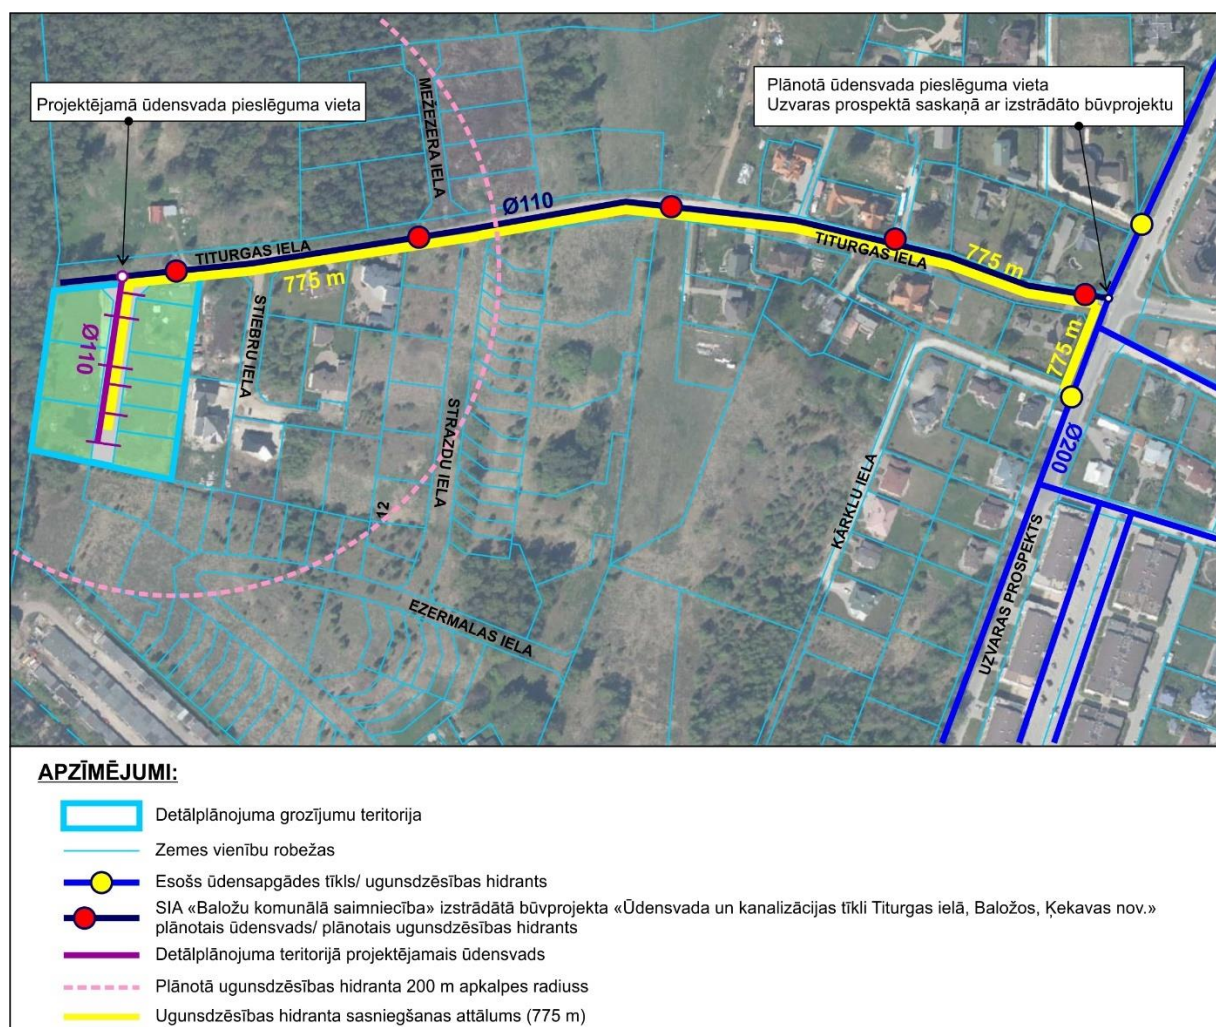 Projektējamā ūdensvada pieslēguma vieta
Plānotā ūdensvada pieslēguma vieta
Uzvaras prospektā saskaņā ar izstrādāto būvprojektu
MEŽEZERA IELA
Ø110
TITURGAS IELA
775 m
TITURGAS IELA
775 m
775 m
Ø110
STIEBRU IELA
STRAZDU IELA
12
EZERMALAS IELA
KĀRKLU IELA
Ø200
UZVARAS PROSPEKTS
APZĪMĒJUMI:
Detālplānojuma grozījumu teritorija
Zemes vienību robežas
Esošs ūdensapgādes tīkls/ ugunsdzēsības hidrants
SIA «Baložu komunālā saimniecība» izstrādātā būvprojekta «Ūdensvada un kanalizācijas tīkli Titurgas ielā, Baložos, Ķekavas nov.»
plānotais ūdensvads/ plānotais ugunsdzēsības hidrants
Detālplānojuma teritorijā projektējamais ūdensvads
Plānotā ugunsdzēsības hidranta 200 m apkalpes radiuss
Ugunsdzēsības hidranta sasniegšanas attālums (775 m)